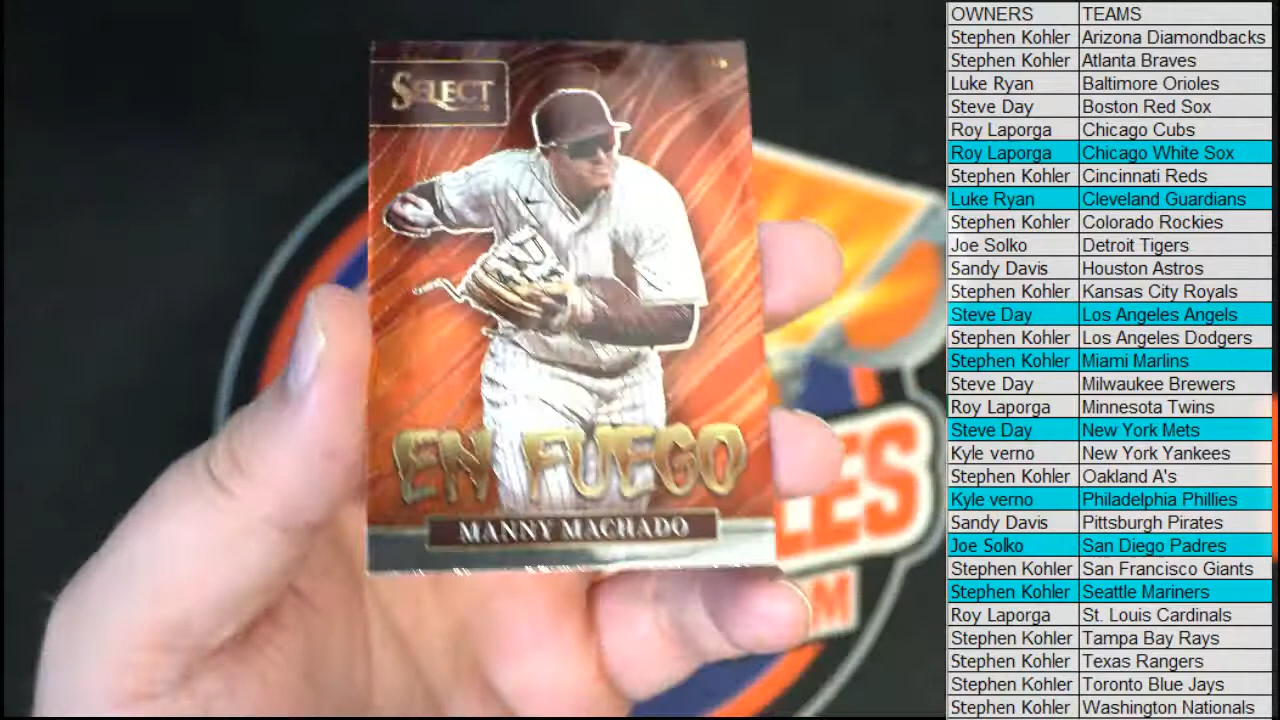 SELECT
EN FUEGO
MANNY MACHADO
LES
M
OWNERS TEAMS
Stephen Kohler Arizona Diamondbacks
Stephen Kohler Atlanta Braves
Luke Ryan Baltimore Orioles
Steve Day Boston Red Sox
Roy Laporga Chicago Cubs
Roy Laporga Chicago White Sox
Stephen Kohler Cincinnati Reds
Luke Ryan Cleveland Guardians
Stephen Kohler Colorado Rockies
Joe Solko Detroit Tigers
Sandy Davis Houston Astros
Stephen Kohler Kansas City Royals
Steve Day Los Angeles Angels
Stephen Kohler Los Angeles Dodgers
Stephen Kohler Miami Marlins
Steve Day Milwaukee Brewers
Roy Laporga Minnesota Twins
Steve Day New York Mets
Kyle verno New York Yankees
Stephen Kohler Oakland A's
Kyle verno Philadelphia Phillies
Sandy Davis Pittsburgh Pirates
Joe Solko San Diego Padres
Stephen Kohler San Francisco Giants
Stephen Kohler Seattle Mariners
Roy Laporga St. Louis Cardinals
Stephen Kohler Tampa Bay Rays
Stephen Kohler Texas Rangers
Stephen Kohler Toronto Blue Jays
Stephen Kohler Washington Nationals